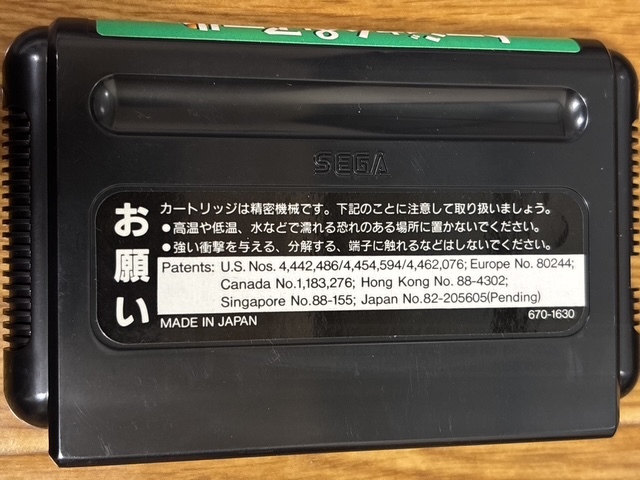 SEGA
お願い
カートリッジは精密機械です。下記のことに注意して取り扱いましょう。
●高温や低温、水などで濡れる恐れのある場所に置かないでください。
●強い衝撃を与える、分解する、端子に触れるなどはしないでください。
Patents: U.S. Nos. 4,442,486/4,454,594/4,462,076; Europe No. 80244;
Canada No.1,183,276; Hong Kong No. 88-4302;
Singapore No.88-155; Japan No.82-205605(Pending)
MADE IN JAPAN
670-1630